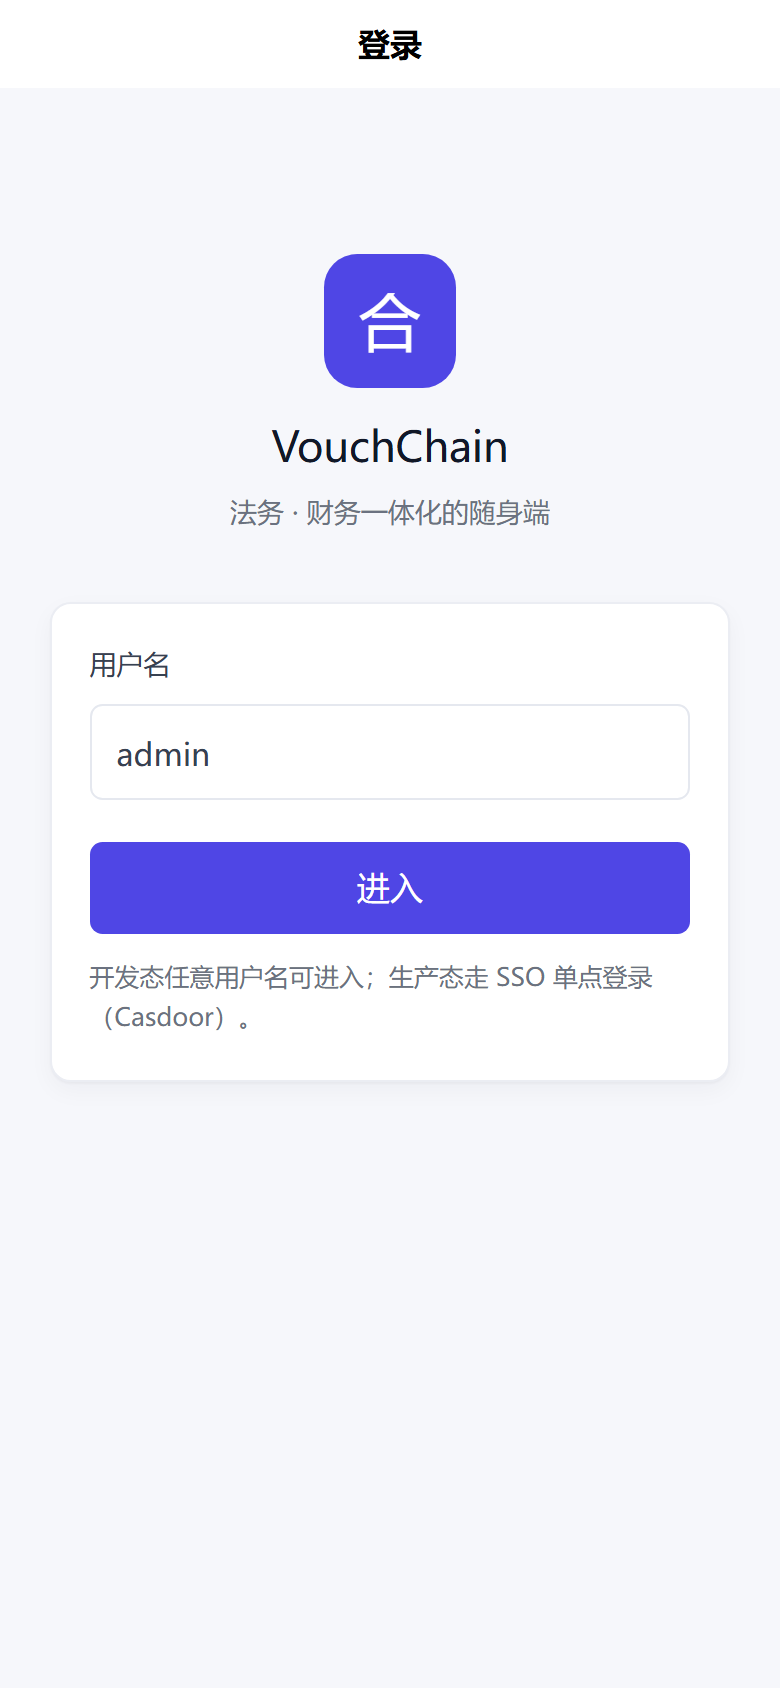 登录
合
VouchChain
法务 · 财务一体化的随身端
用户名
admin
进入
开发态任意用户名可进入；生产态走 SSO 单点登录
（Casdoor）。